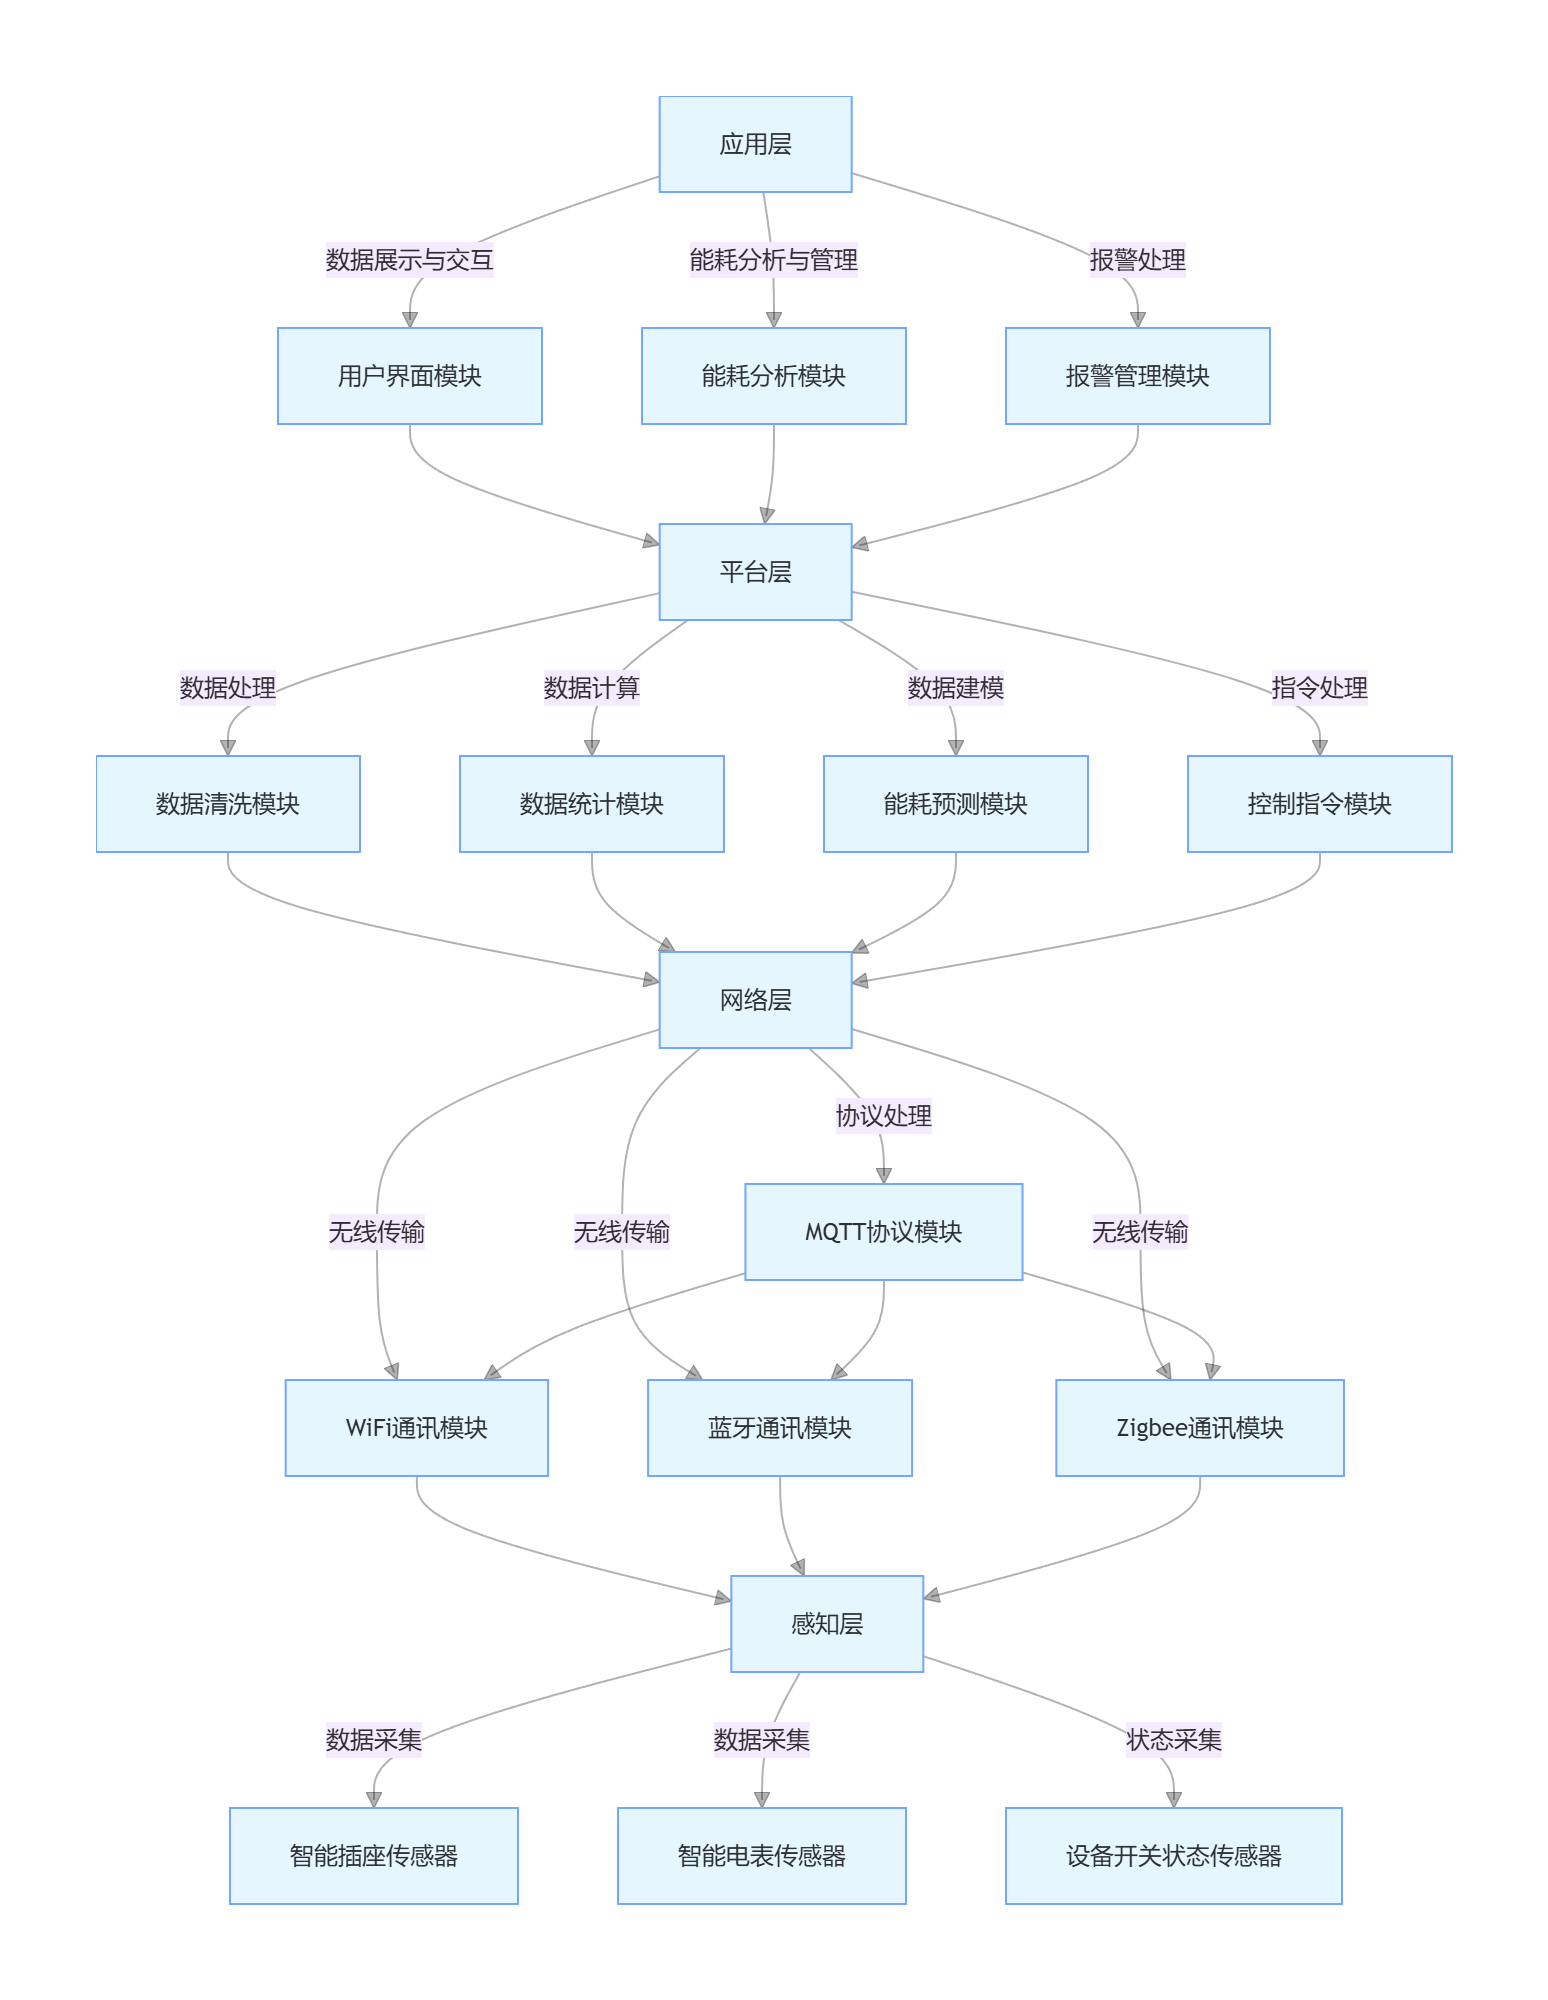 应用层
数据展示与交互
能耗分析与管理
报警处理
用户界面模块
能耗分析模块
报警管理模块
平台层
数据处理
数据计算
数据建模
指令处理
数据清洗模块
数据统计模块
能耗预测模块
控制指令模块
网络层
协议处理
无线传输
无线传输
MQTT协议模块
无线传输
WiFi通讯模块
蓝牙通讯模块
Zigbee通讯模块
感知层
数据采集
数据采集
状态采集
智能插座传感器
智能电表传感器
设备开关状态传感器